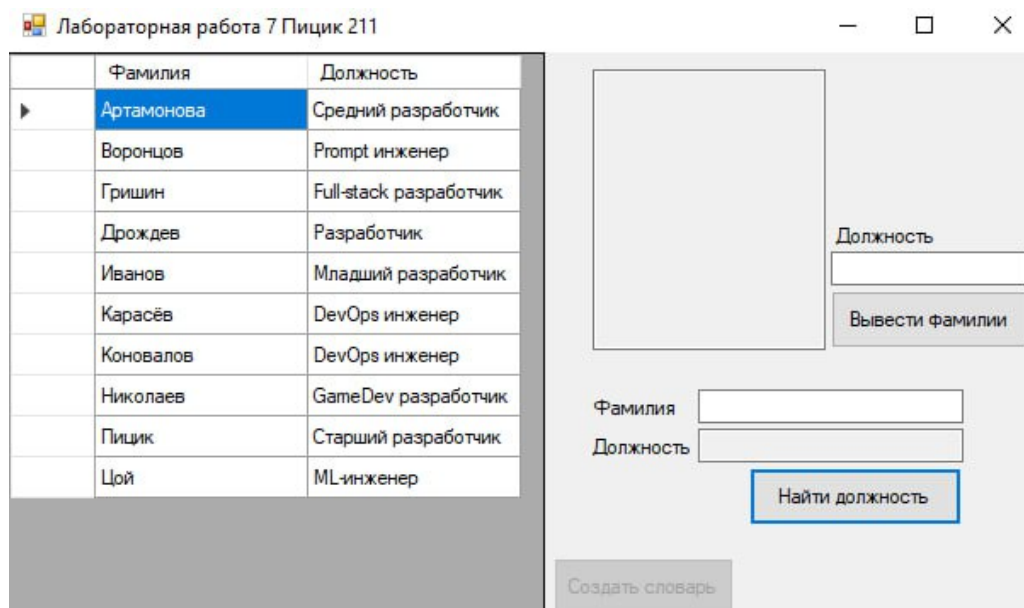 Лабораторная работа 7 Пицик 211
Фамилия Должность
Артамонова Средний разработчик
Воронцов Prompt инженер
Гришин Full-stack разработчик
Дрождев Разработчик
Иванов Младший разработчик
Карасёв DevOps инженер
Коновалов DevOps инженер
Николаев GameDev разработчик
Пицик Старший разработчик
Цой ML-инженер
Должность
Вывести фамилии
Фамилия
Должность
Найти должность
Создать словарь